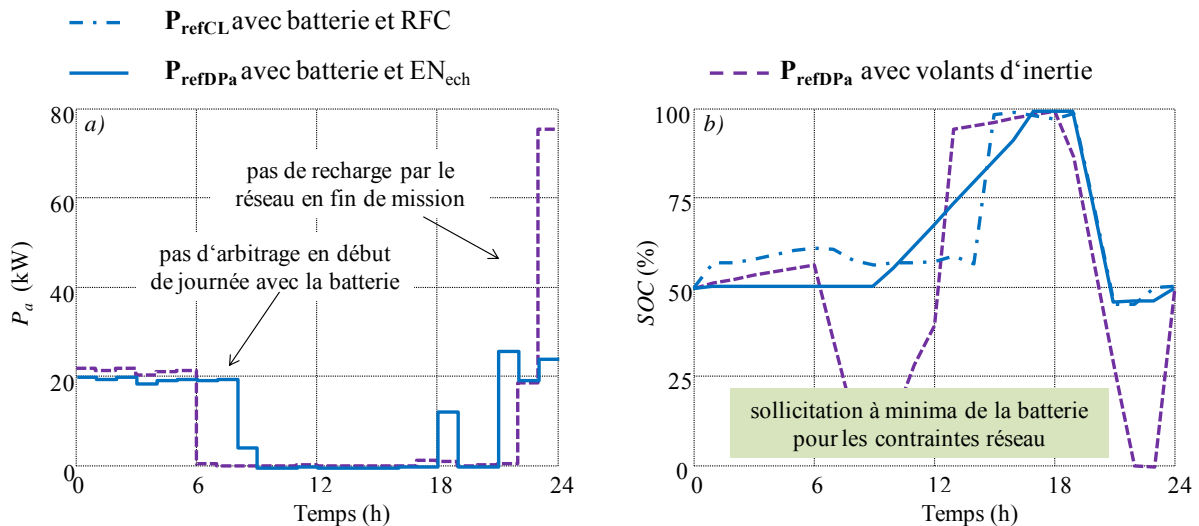 P_refCL avec batterie et RFC
P_refDPa avec batterie et EN_ech
P_refDPa avec volants d‘inertie
a)
80
60
40
20
0
P_a (kW)
pas de recharge par le
réseau en fin de mission
pas d‘arbitrage en début
de journée avec la batterie
0 6 12 18 24
Temps (h)
b)
100
75
50
25
0
SOC (%)
sollicitation à minima de la batterie
pour les contraintes réseau
0 6 12 18 24
Temps (h)